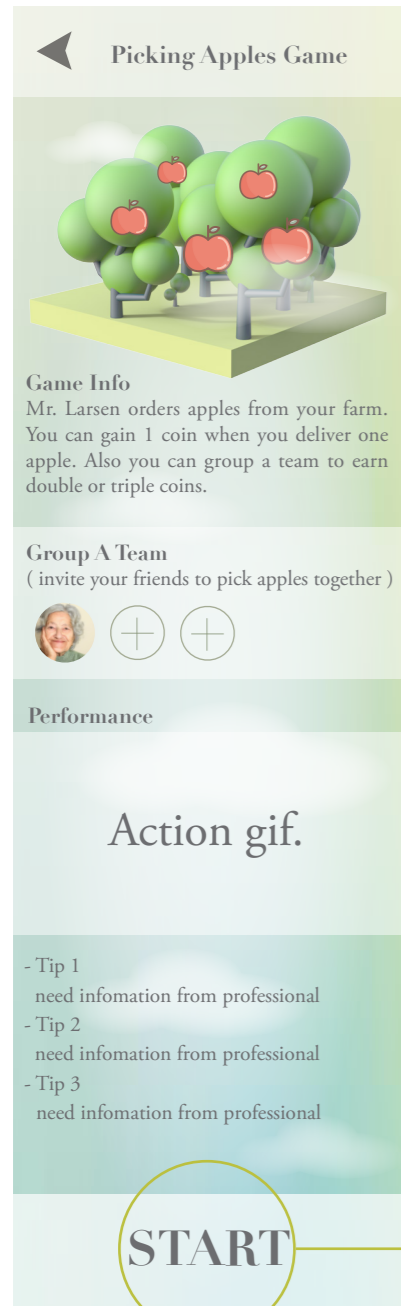 Picking Apples Game
Game Info
Mr. Larsen orders apples from your farm.
You can gain 1 coin when you deliver one
apple. Also you can group a team to earn
double or triple coins.
Group A Team
( invite your friends to pick apples together )
Performance
Action gif.
- Tip 1
need infomation from professional
- Tip 2
need infomation from professional
- Tip 3
need infomation from professional
START